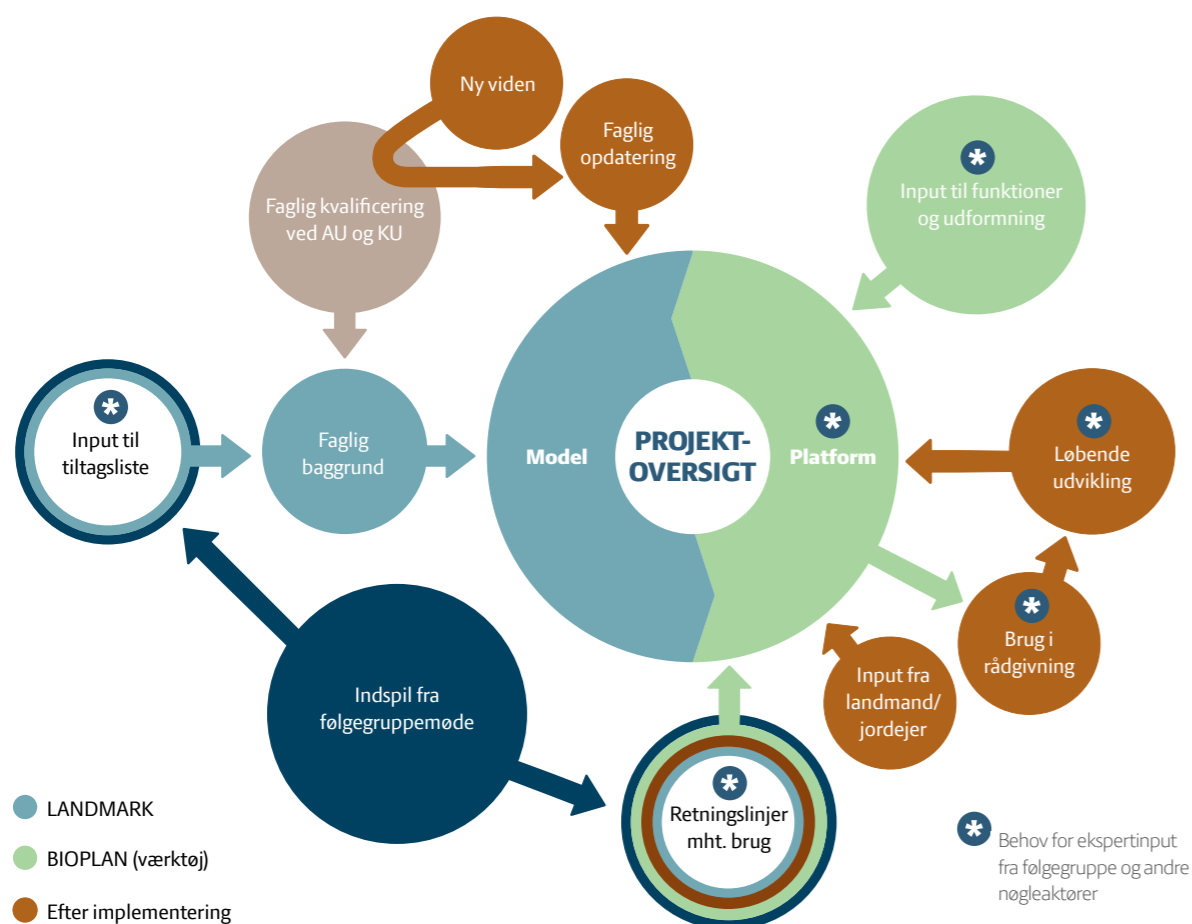 Ny viden
Faglig
opdatering
Faglig kvalificering
ved AU og KU
*
Input til funktioner
og udformning
*
Input til
tiltagsliste
Faglig
baggrund
Model
PROJEKT-
OVERSIGT
*
Platform
*
Løbende
udvikling
*
Brug i
rådgivning
Input fra
landmand/
jordejer
Indspil fra
følgegruppemøde
*
Retningslinjer
mht. brug
LANDMARK
BIOPLAN (værktøj)
Efter implementering
*
Behov for ekspertinput
fra følgegruppe og andre
nøgleaktører